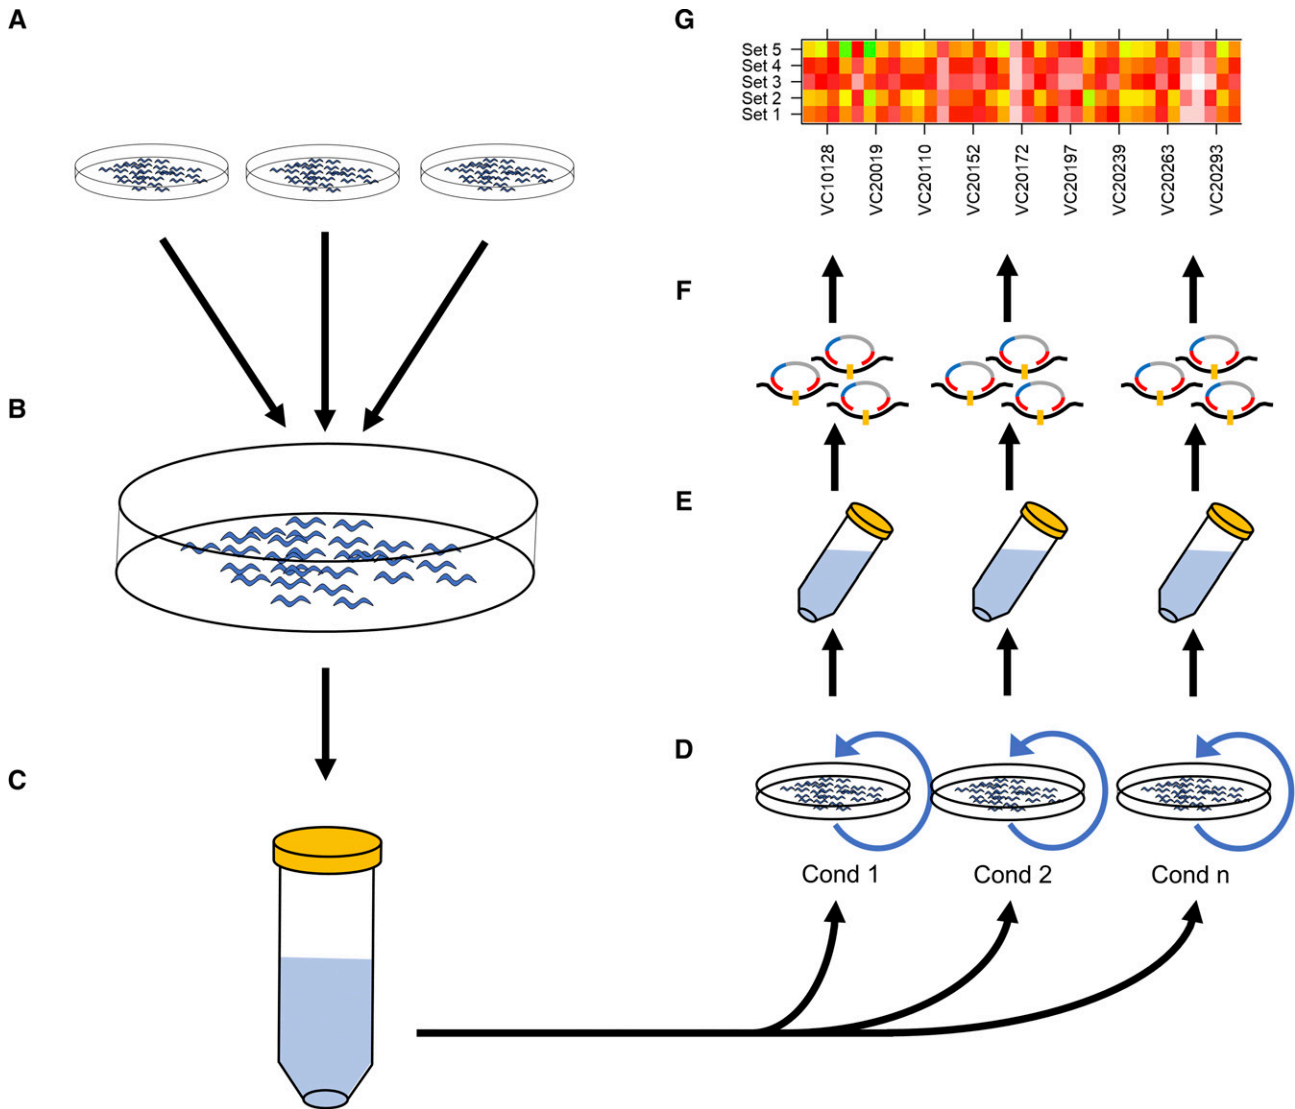 A
B
C
G
Set 5
Set 4
Set 3
Set 2
Set 1
VC10128
VC20019
VC20110
VC20152
VC20172
VC20197
VC20239
VC20263
VC20293
F
E
D
Cond 1
Cond 2
Cond n